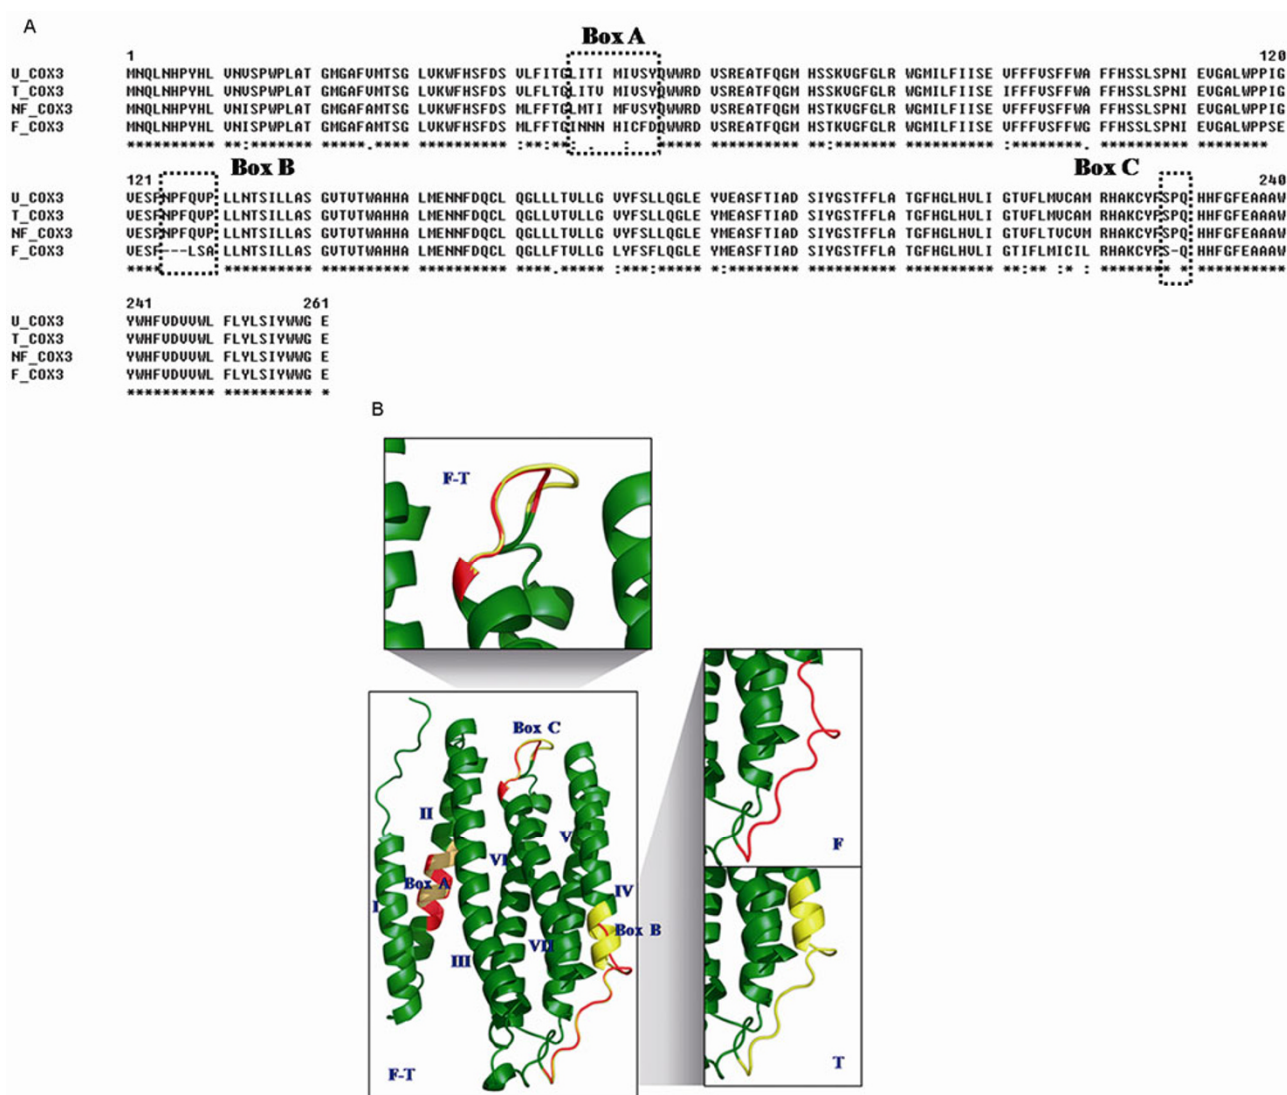 A
Box A
1 120
U_COX3 MNQLNHPYHL VNVSPWPLAT GMGAFVMTSG LVKWFHSFDS VLFITGLITI MIVSYQWWRD VSREATFQGM HSSKVGFGLR WGMILFIISE VFFFVSFFWA FFHSSLSPNI EVGALWPPIG
T_COX3 MNQLNHPYHL VNVSPWPLAT GMGAFVMTSG LVKWFHSFDS VLFLTGLITV MIVSYQWWRD VSREATFQGM HSSKVGFGLR WGMILFIISE IFFFVSFFWA FFHSSLSPNI EVGALWPPIG
NF_COX3 MNQLNHPYHL VNISPWPLAT GMGAFAMTSG LVKWFHSFDS MLFFTGLMTI MFVSYQWWRD VSREATFQGM HSTKVGFGLR WGMILFIISE VFFFVSFFWA FFHSSLSPNI EVGALWPPIG
F_COX3 MNQLNHPYHL VNISPWPLAT GMGAFAMTSG LVKWFHSFDS MLFFTGINNN HICFDQWWRD VSREATFQGM HSTKVGFGLR WGMILFIISE VFFFVSFFWG FFHSSLSPNI EVGALWPPSE
********** **:******* *****.**** ********** :**:**: . : ***** ********** **:******* ********** :********. ********** ********
Box B Box C
121 240
U_COX3 VESFNPFQVP LLNTSILLAS GVTVTWAHHA LMENNFDQCL QGLLLTVLLG VYFSLLQGLE YVEASFTIAD SIYGSTFFLA TGFHGLHVLI GTVFLMVCAM RHAKCYFSPQ HHFGFEAAAW
T_COX3 VESFNPFQVP LLNTSILLAS GVTVTWAHHA LMENNFDQCL QGLLLTVLLG VYFSLLQGLE YMEASFTIAD SIYGSTFFLA TGFHGLHVLI GTVFLMVCAM RHAKCYFSPQ HHFGFEAAAW
NF_COX3 VESFNPFQVP LLNTSILLAS GVTVTWAHHA LMENNFDQCL QGLLLTVLLG VYFSLLQGLE YMEASFTIAD SIYGSTFFLA TGFHGLHVLI GTVFLTVCVM RHAKCYFSPQ HHFGFEAAAW
F_COX3 VESF---LSA LLNTSILLAS GVTVTWAHHA LMENNFDQCL QGLLFTVLLG LYFSFLQGLE YMEASFTIAD SIYGSTFFLA TGFHGLHVLI GTIFLMICIL RHAKCYFS-Q HHFGFEAAAW
**** ********** ********** ********** ****.***** :***:***** *:******** ********** ********** **:** :* : ******** * **********
241 261
U_COX3 YWHFVDVVWL FLYLSIYWWG E
T_COX3 YWHFVDVVWL FLYLSIYWWG E
NF_COX3 YWHFVDVVWL FLYLSIYWWG E
F_COX3 YWHFVDVVWL FLYLSIYWWG E
********** ********** *
B
F-T
Box C
II
V
VI
Box A
IV
I
Box B
VII
III
F-T
F
T